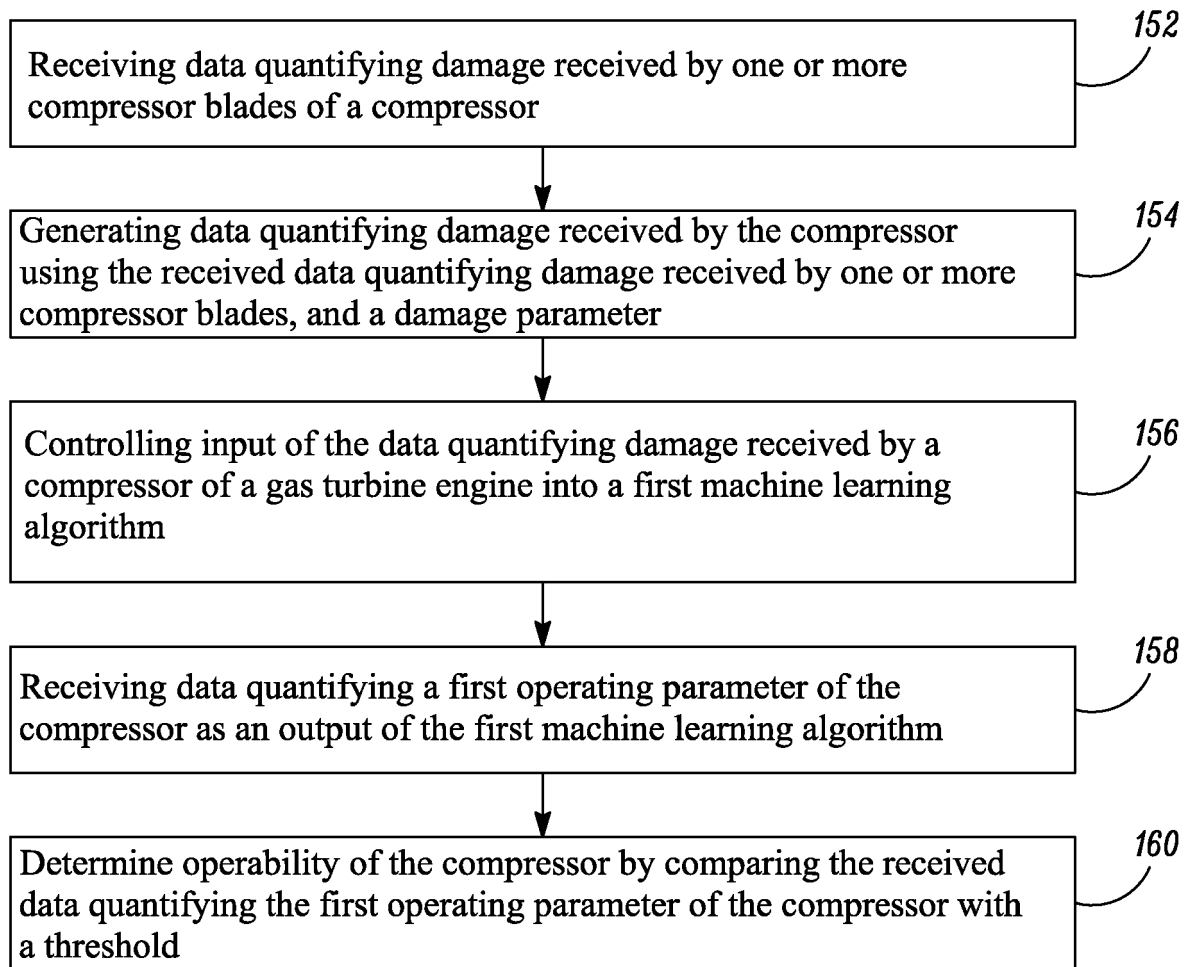 152
Receiving data quantifying damage received by one or more
compressor blades of a compressor
154
Generating data quantifying damage received by the compressor
using the received data quantifying damage received by one or more
compressor blades, and a damage parameter
156
Controlling input of the data quantifying damage received by a
compressor of a gas turbine engine into a first machine learning
algorithm
158
Receiving data quantifying a first operating parameter of the
compressor as an output of the first machine learning algorithm
160
Determine operability of the compressor by comparing the received
data quantifying the first operating parameter of the compressor with
a threshold